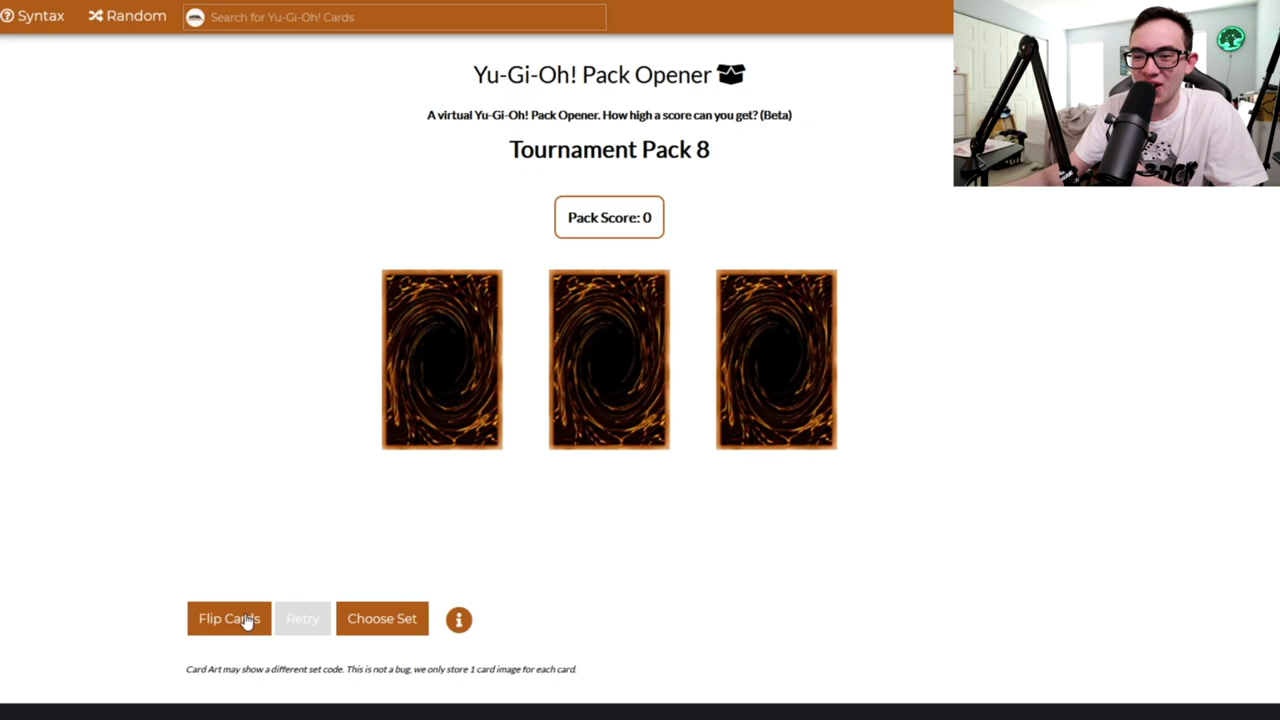 Syntax
Random
Search for Yu-Gi-Oh! Cards
Yu-Gi-Oh! Pack Opener
A virtual Yu-Gi-Oh! Pack Opener. How high a score can you get? (Beta)
Tournament Pack 8
Pack Score: 0
Flip Cards
Retry
Choose Set
Card Art may show a different set code. This is not a bug, we only store 1 card image for each card.